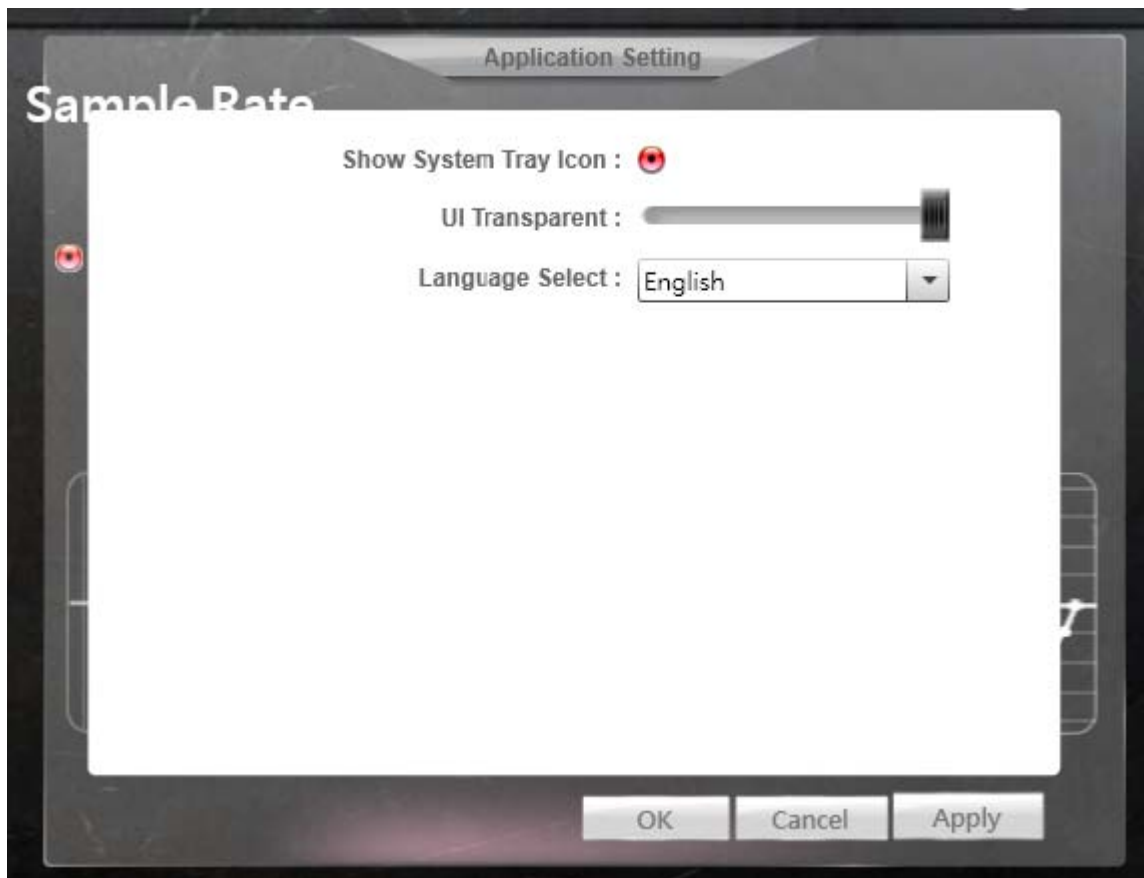 Application Setting
Sample Rate
Show System Tray Icon :
UI Transparent :
Language Select :
English
OK
Cancel
Apply